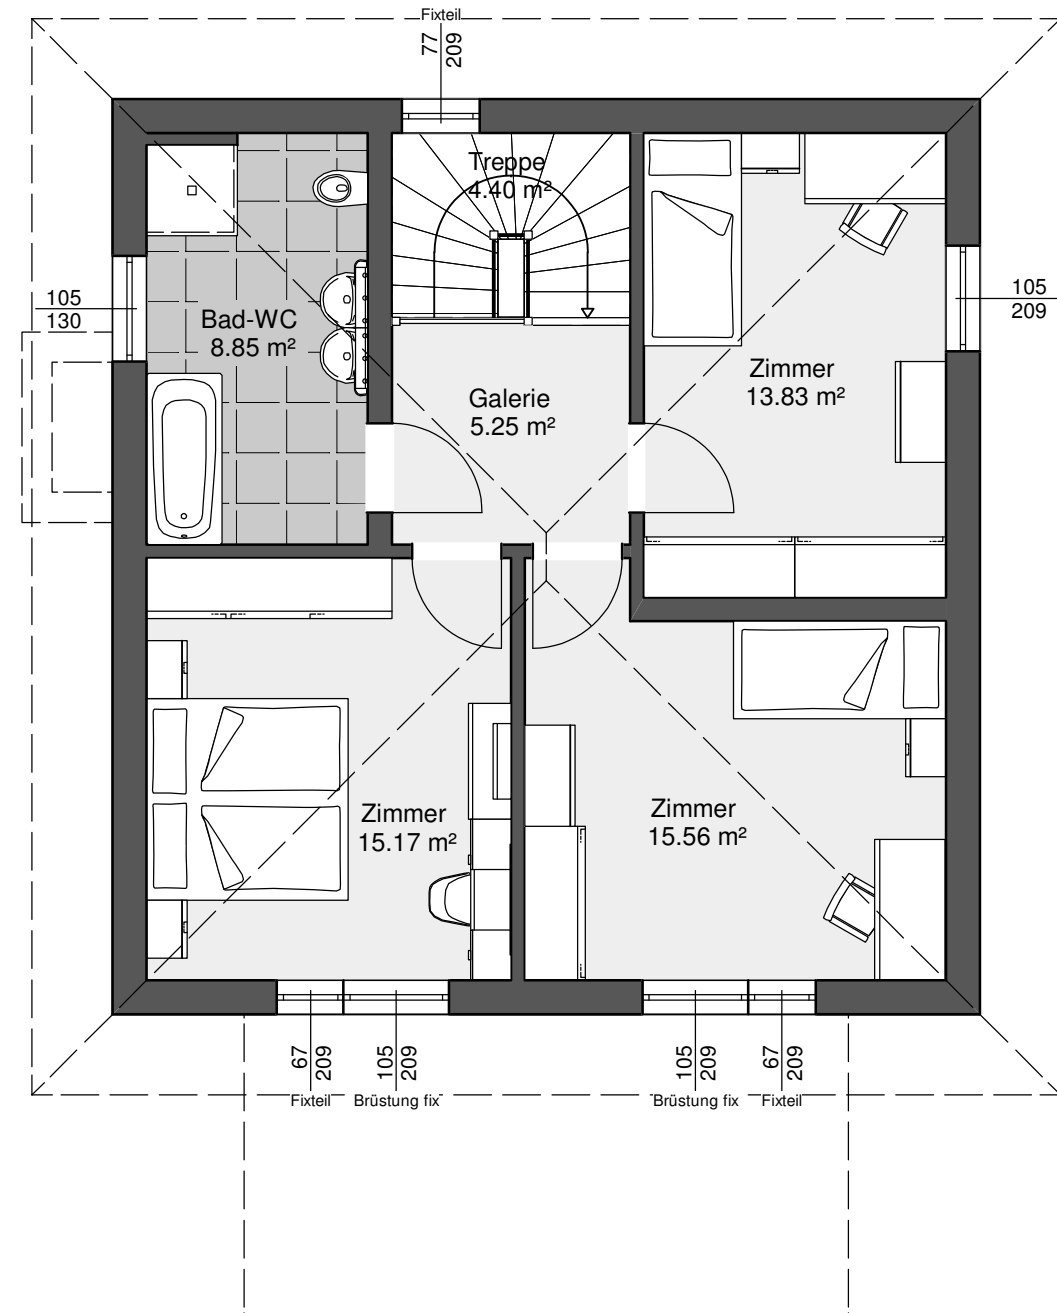 Fixteil
77
209
Treppe
4.40 m²
105
130
Bad-WC
8.85 m²
105
209
Zimmer
13.83 m²
Galerie
5.25 m²
Zimmer
15.17 m²
Zimmer
15.56 m²
67
209
105
209
105
209
67
209
Fixteil
Brüstung fix
Brüstung fix
Fixteil